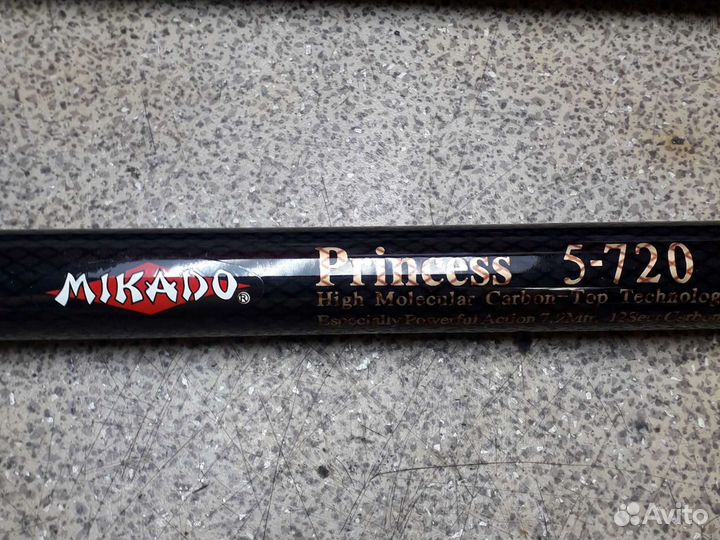 MIKADO ®
Princess 5-720
High Molecular Carbon-Top Technolog
Especially Powerful Action 7,2Mtr.
Avito